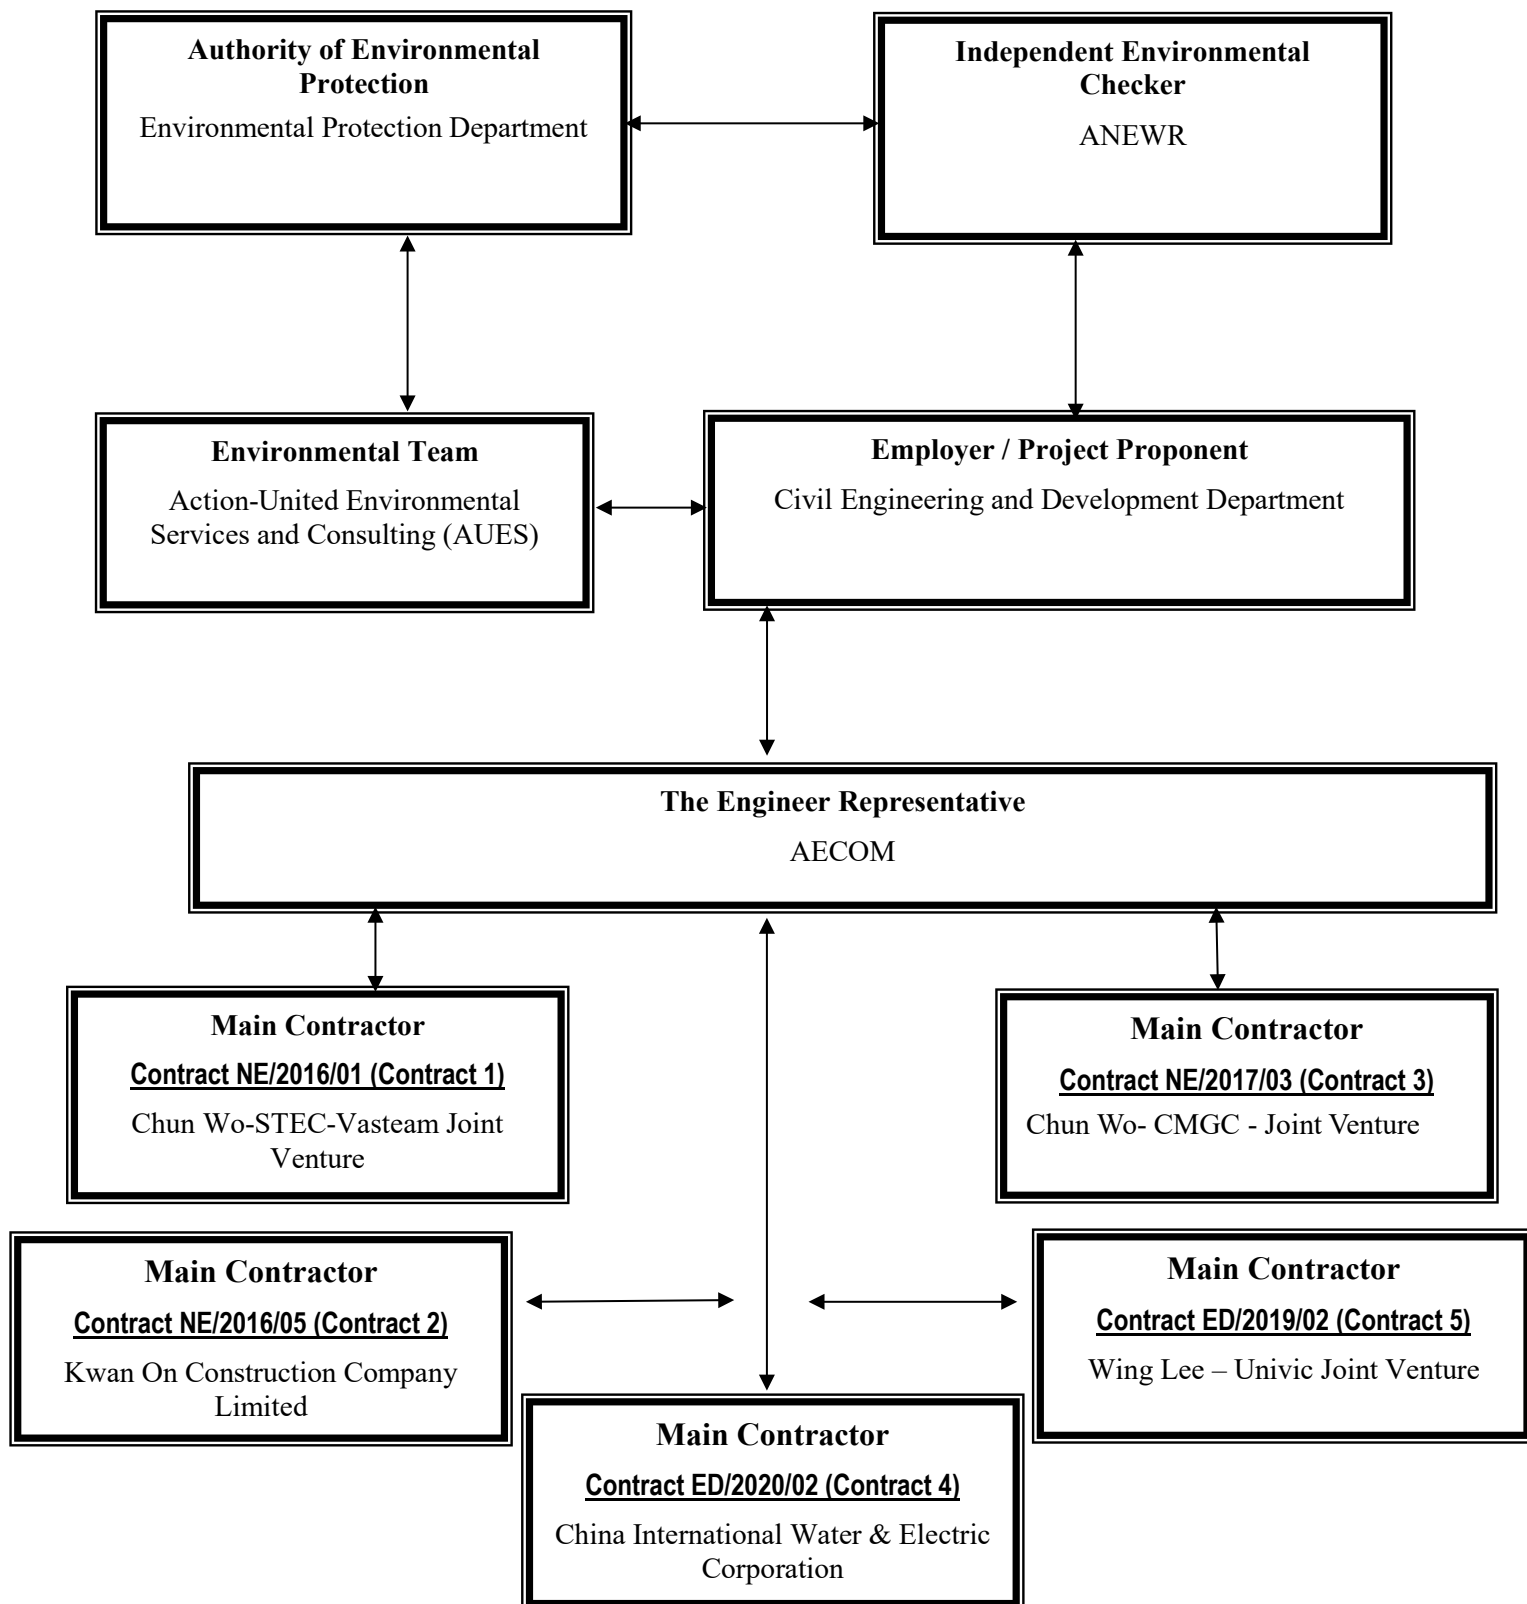 Authority of Environmental
Protection
Environmental Protection Department
Independent Environmental
Checker
ANEWR
Environmental Team
Action-United Environmental
Services and Consulting (AUES)
Employer / Project Proponent
Civil Engineering and Development Department
The Engineer Representative
AECOM
Main Contractor
Contract NE/2016/01 (Contract 1)
Chun Wo-STEC-Vasteam Joint
Venture
Main Contractor
Contract NE/2017/03 (Contract 3)
Chun Wo- CMGC - Joint Venture
Main Contractor
Contract NE/2016/05 (Contract 2)
Kwan On Construction Company
Limited
Main Contractor
Contract ED/2019/02 (Contract 5)
Wing Lee – Univic Joint Venture
Main Contractor
Contract ED/2020/02 (Contract 4)
China International Water & Electric
Corporation